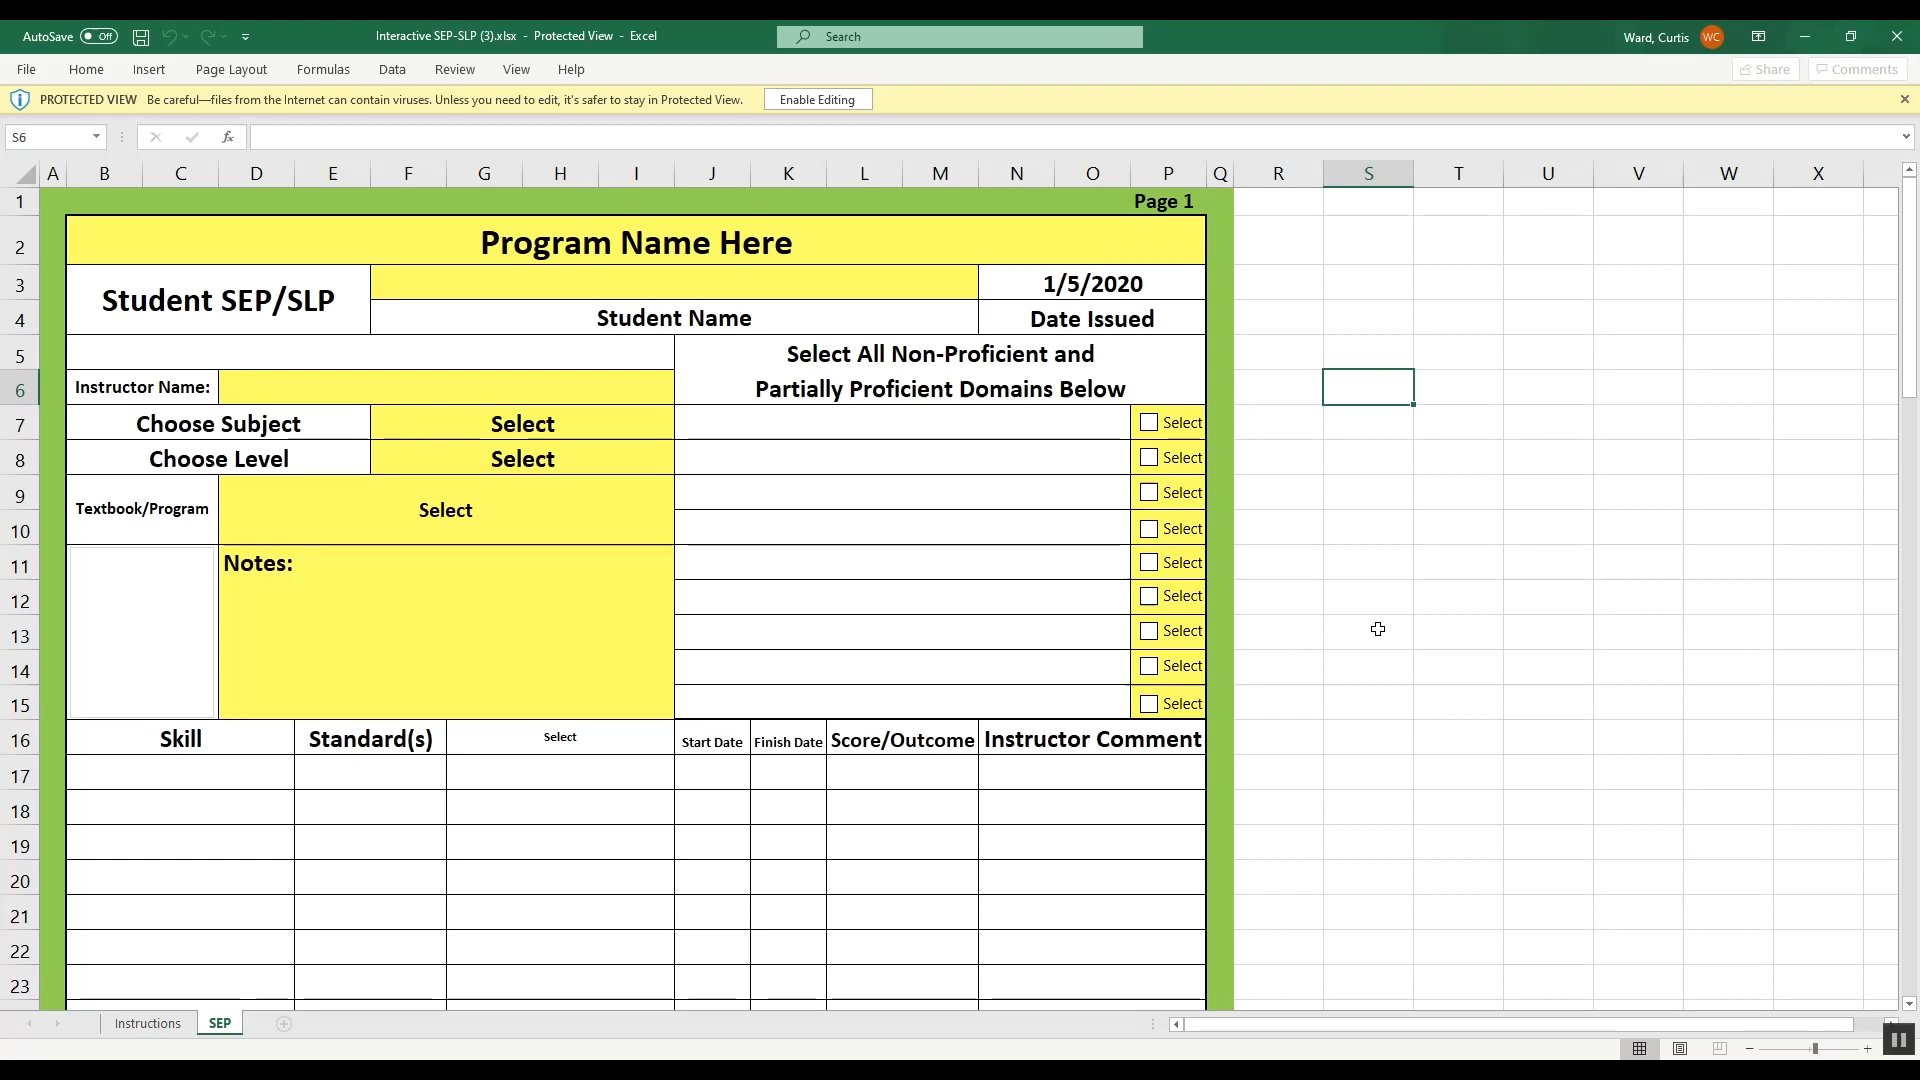 AutoSave Off Interactive SEP-SLP (3).xlsx - Protected View - Excel Search Ward, Curtis WC
File Home Insert Page Layout Formulas Data Review View Help Share Comments
PROTECTED VIEW Be careful—files from the Internet can contain viruses. Unless you need to edit, it's safer to stay in Protected View. Enable Editing
S6 fx
A B C D E F G H I J K L M N O P Q R S T U V W X
1 Page 1
2 Program Name Here
3 1/5/2020
Student SEP/SLP
4 Student Name Date Issued
5 Select All Non-Proficient and
6 Instructor Name: Partially Proficient Domains Below
7 Choose Subject Select Select
8 Choose Level Select Select
9 Select
Textbook/Program Select
10 Select
11 Notes: Select
12 Select
13 Select
14 Select
15 Select
16 Skill Standard(s) Select Start Date Finish Date Score/Outcome Instructor Comment
17
18
19
20
21
22
23
Instructions SEP